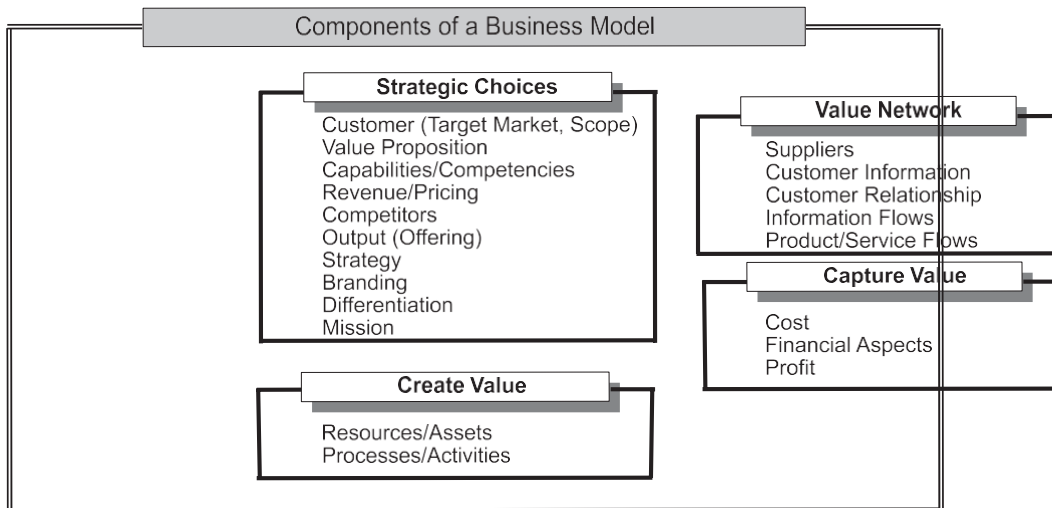 Components of a Business Model
Strategic Choices
Customer (Target Market, Scope)
Value Proposition
Capabilities/Competencies
Revenue/Pricing
Competitors
Output (Offering)
Strategy
Branding
Differentiation
Mission
Create Value
Resources/Assets
Processes/Activities
Value Network
Suppliers
Customer Information
Customer Relationship
Information Flows
Product/Service Flows
Capture Value
Cost
Financial Aspects
Profit